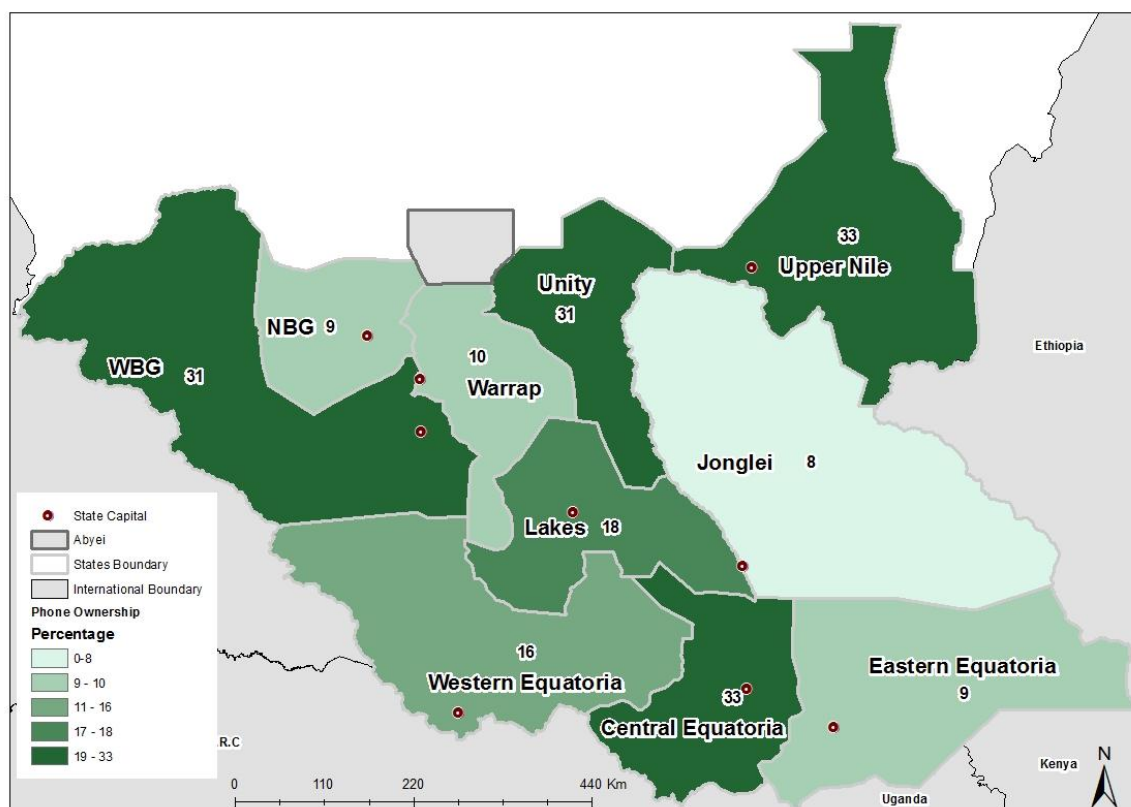 33
Upper Nile
Unity
31
NBG 9
Ethiopia
10
WBG 31
Warrap
Jonglei 8
Lakes 18
16
Western Equatoria
Eastern Equatoria
9
33
Central Equatoria
.R.C
Kenya
Uganda
State Capital
Abyei
States Boundary
International Boundary
Phone Ownership
Percentage
0-8
9 - 10
11 - 16
17 - 18
19 - 33
0 110 220 440 Km
N